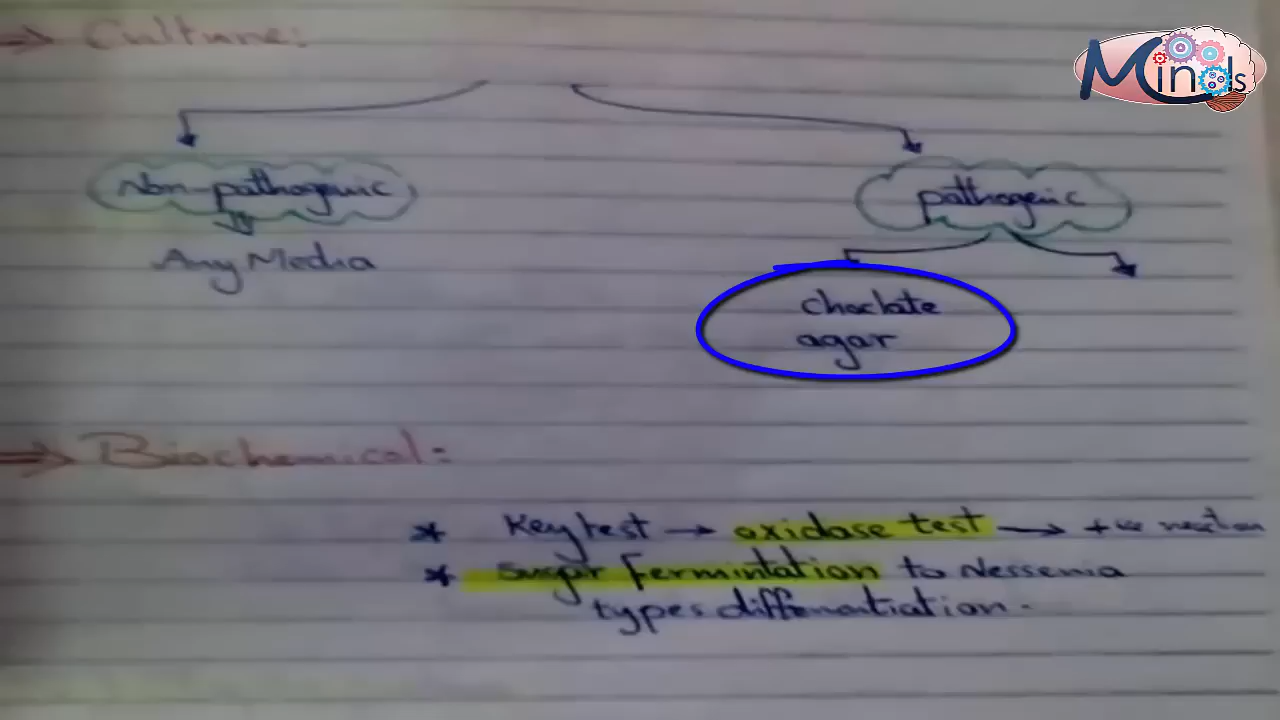 Culture:
Minds
Non-pathogenic
pathogenic
Any Media
choclate
agar
Biochemical:
* Key test → oxidase test → +ve
* sugar fermintation to Nessenia
types differentiation.